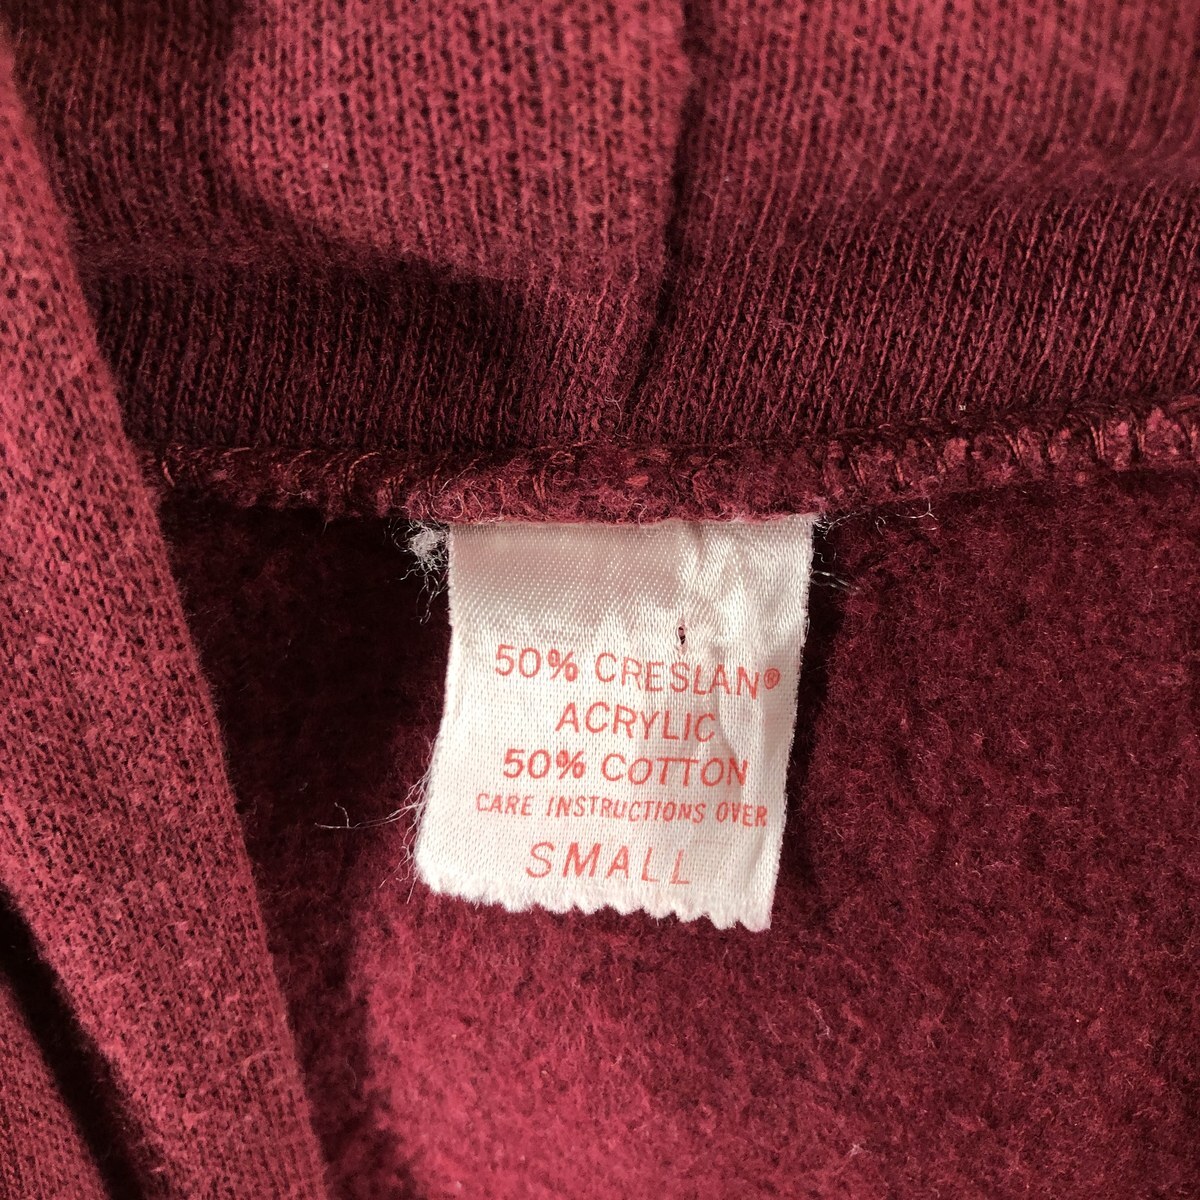 50% CRESLAN®
ACRYLIC
50% COTTON
CARE INSTRUCTIONS OVER
SMALL